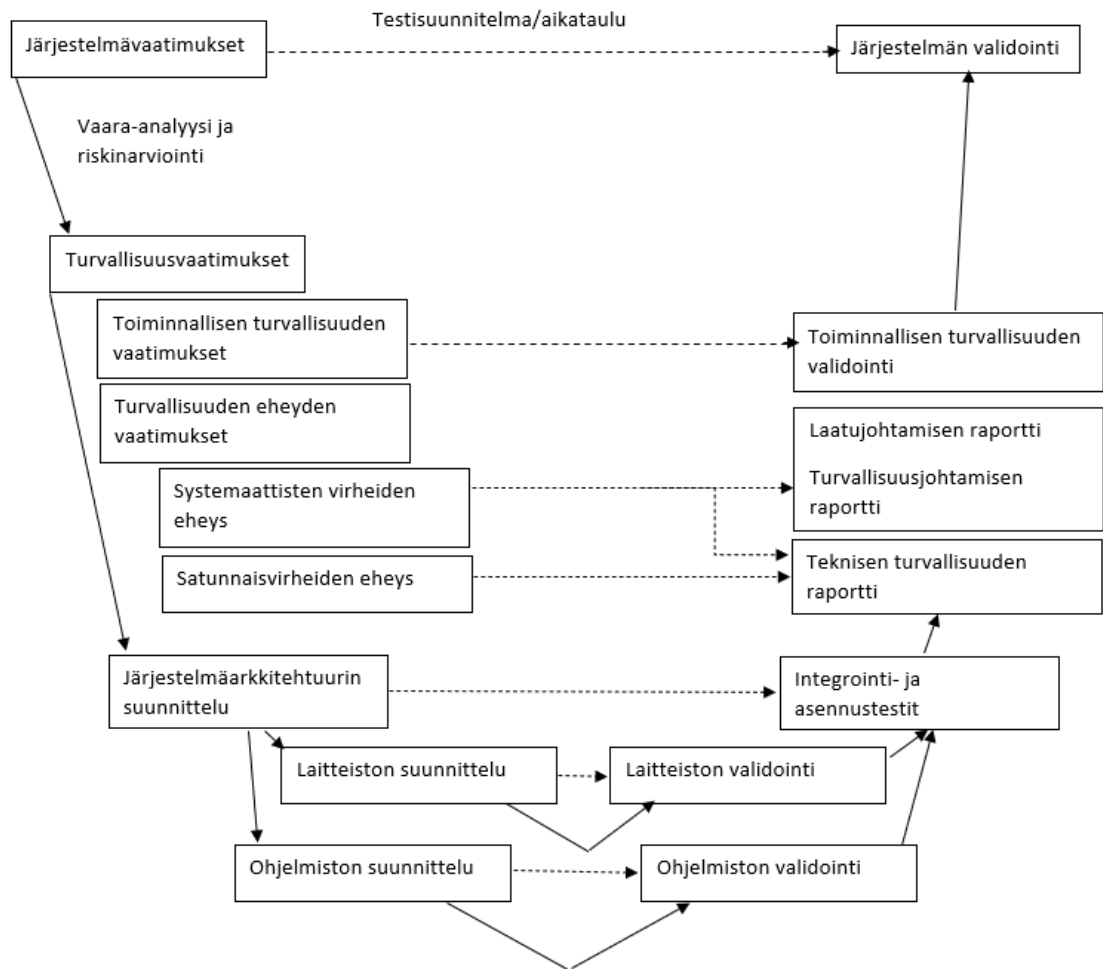 Testisuunnitelma/aikataulu
Järjestelmävaatimukset
Järjestelmän validointi
Vaara-analyysi ja
riskinarviointi
Turvallisuusvaatimukset
Toiminnallisen turvallisuuden
vaatimukset
Toiminnallisen turvallisuuden
validointi
Turvallisuuden eheyden
vaatimukset
Laatujohtamisen raportti
Turvallisuusjohtamisen
raportti
Systemaattisten virheiden
eheys
Teknisen turvallisuuden
raportti
Satunnaisvirheiden eheys
Järjestelmäarkkitehtuurin
suunnittelu
Integrointi- ja
asennustestit
Laitteiston suunnittelu
Laitteiston validointi
Ohjelmiston suunnittelu
Ohjelmiston validointi